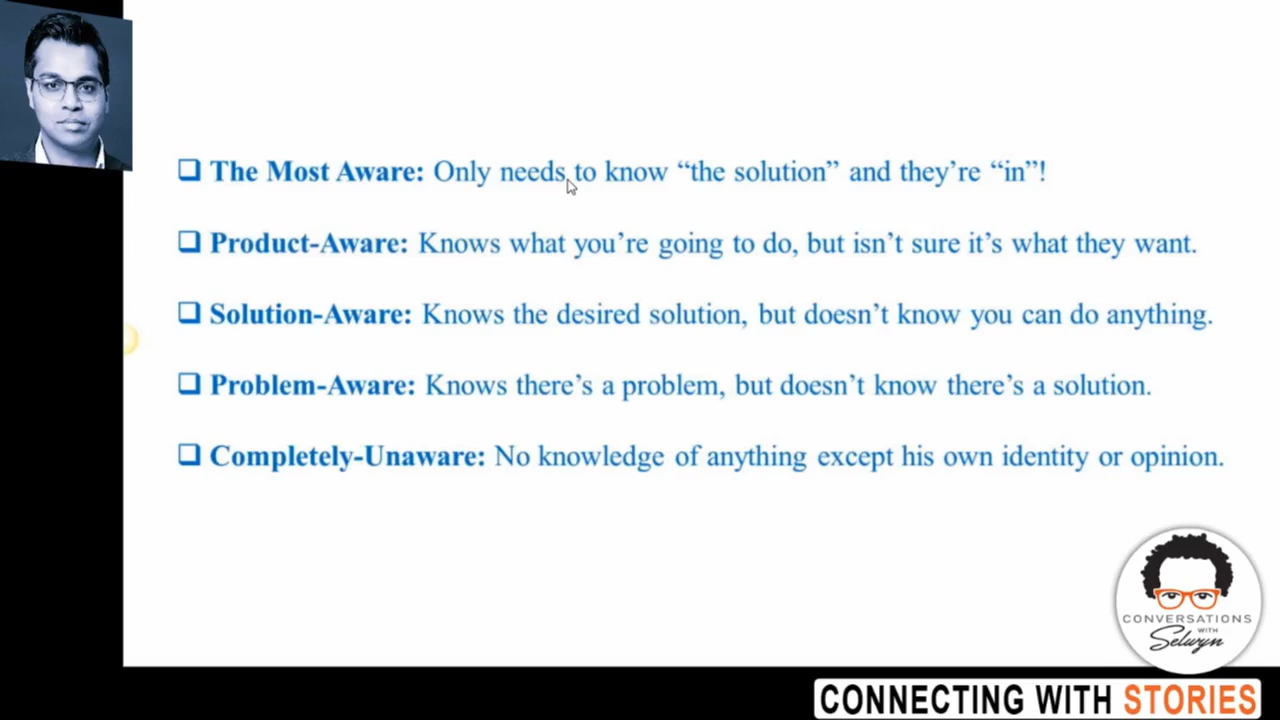 ❑ The Most Aware: Only needs to know “the solution” and they’re “in”!
❑ Product-Aware: Knows what you’re going to do, but isn’t sure it’s what they want.
❑ Solution-Aware: Knows the desired solution, but doesn’t know you can do anything.
❑ Problem-Aware: Knows there’s a problem, but doesn’t know there’s a solution.
❑ Completely-Unaware: No knowledge of anything except his own identity or opinion.
CONVERSATIONS
WITH
Selwyn
CONNECTING WITH STORIES